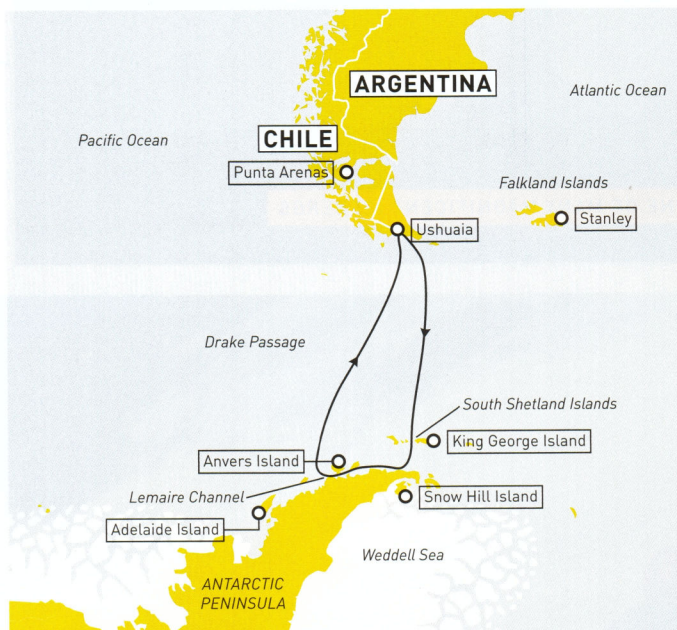 ARGENTINA
Atlantic Ocean
Pacific Ocean
CHILE
Punta Arenas
Falkland Islands
Stanley
Ushuaia
Drake Passage
South Shetland Islands
King George Island
Anvers Island
Lemaire Channel
Snow Hill Island
Adelaide Island
Weddell Sea
ANTARCTIC
PENINSULA